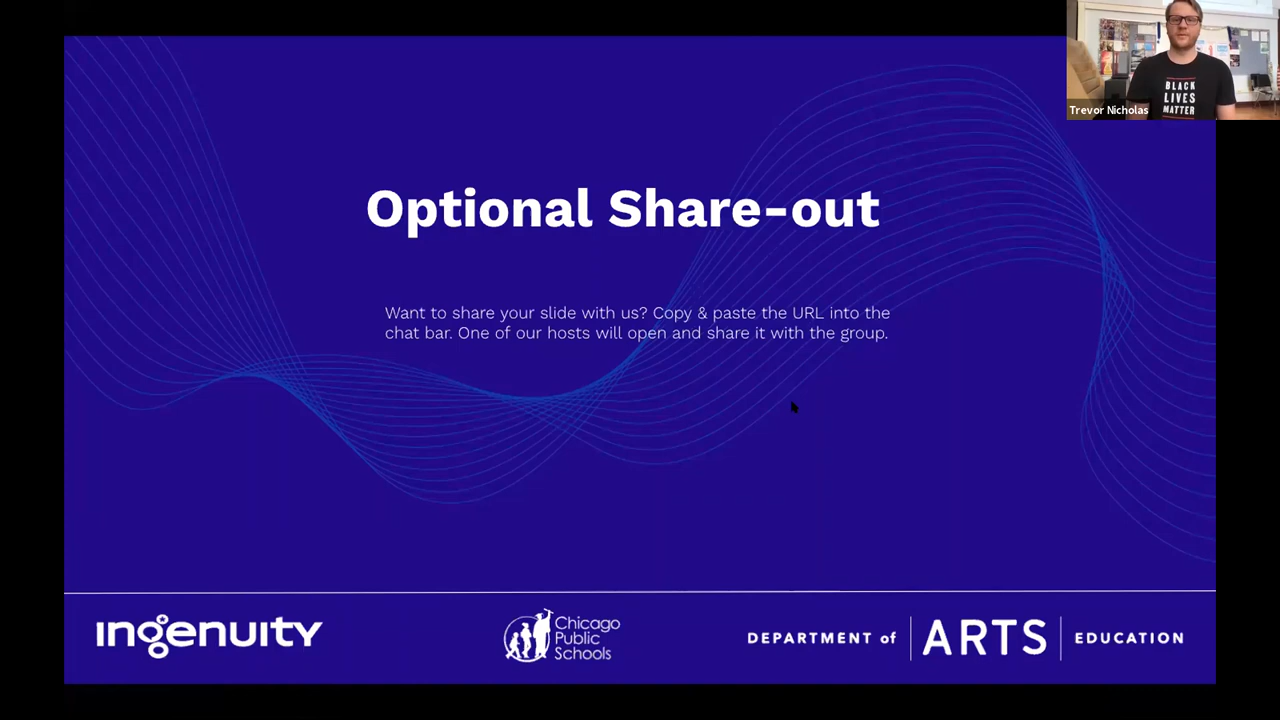 BLACK
LIVES
MATTER
Trevor Nicholas
Optional Share-out
Want to share your slide with us? Copy & paste the URL into the
chat bar. One of our hosts will open and share it with the group.
ingenuity
Chicago
Public
Schools
DEPARTMENT of ARTS EDUCATION